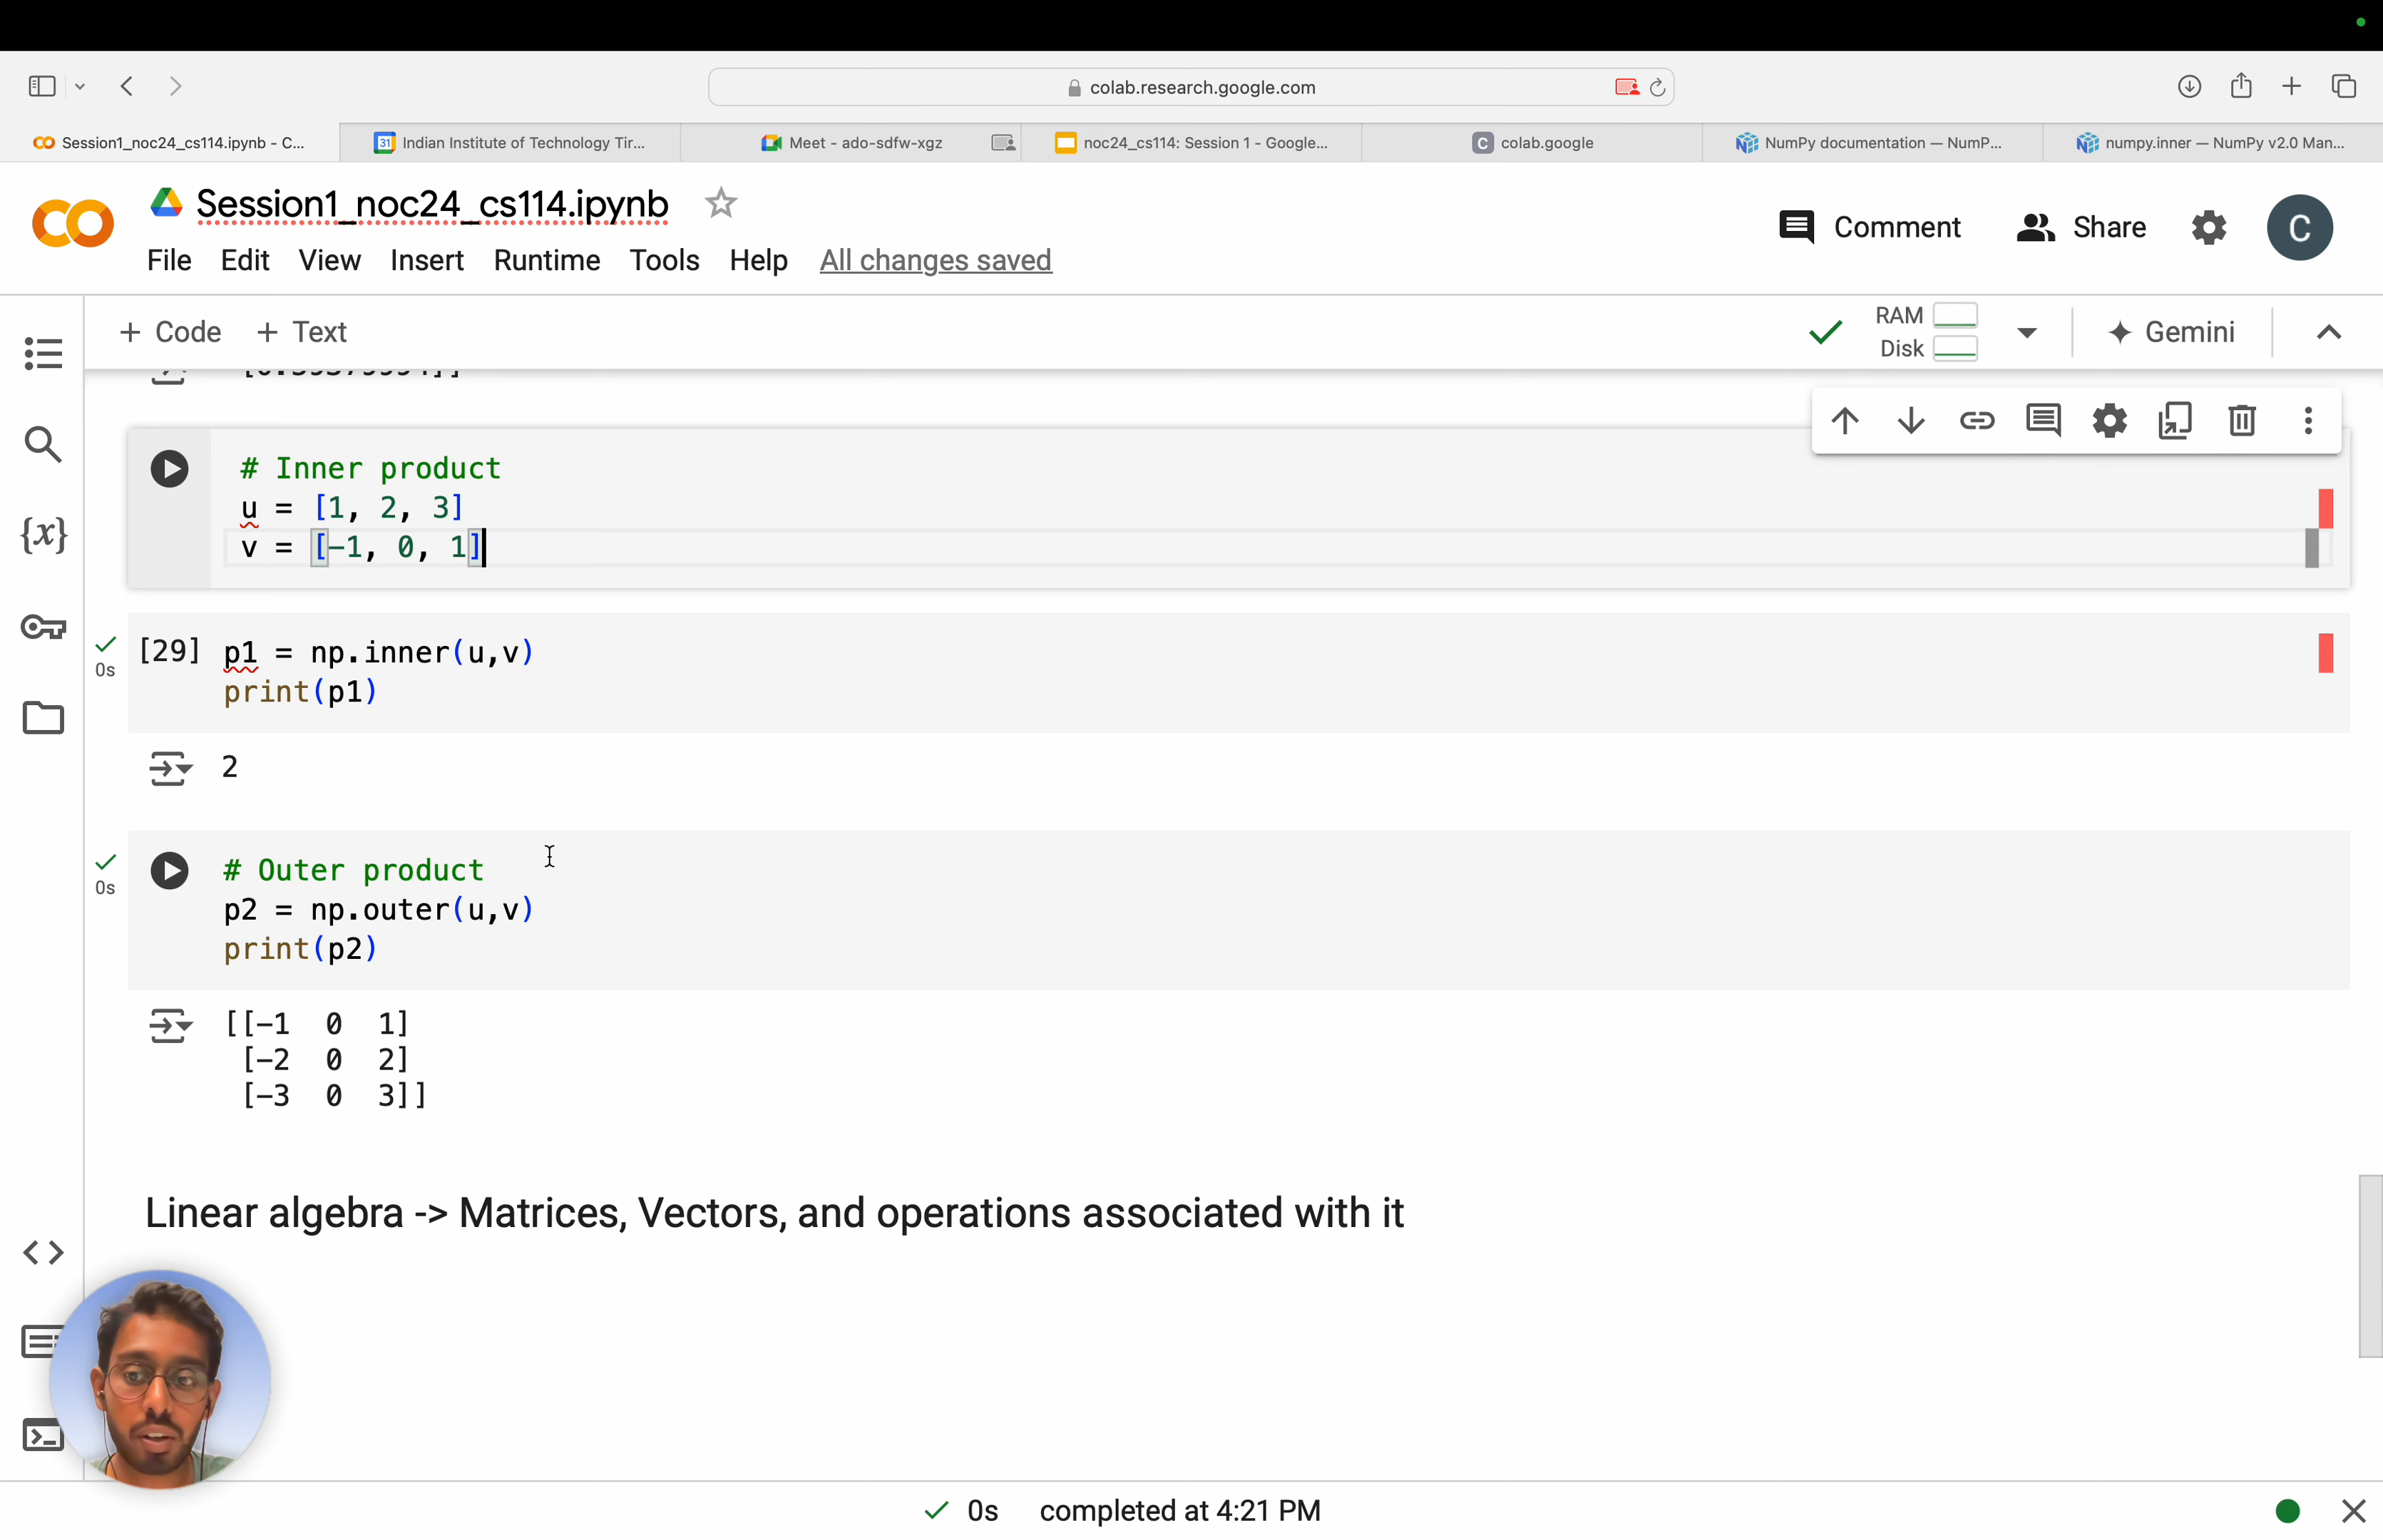 colab.research.google.com
Session1_noc24_cs114.ipynb - C...
31 Indian Institute of Technology Tir...
Meet - ado-sdfw-xgz
noc24_cs114: Session 1 - Google...
C colab.google
NumPy documentation — NumP...
numpy.inner — NumPy v2.0 Man...
Session1_noc24_cs114.ipynb
Comment
Share
C
File Edit View Insert Runtime Tools Help All changes saved
+ Code + Text
RAM
Disk
Gemini
# Inner product
u = [1, 2, 3]
v = [-1, 0, 1]
{x}
[29] p1 = np.inner(u,v)
0s
print(p1)
2
# Outer product
0s
p2 = np.outer(u,v)
print(p2)
[[-1 0 1]
[-2 0 2]
[-3 0 3]]
Linear algebra -> Matrices, Vectors, and operations associated with it
0s completed at 4:21 PM